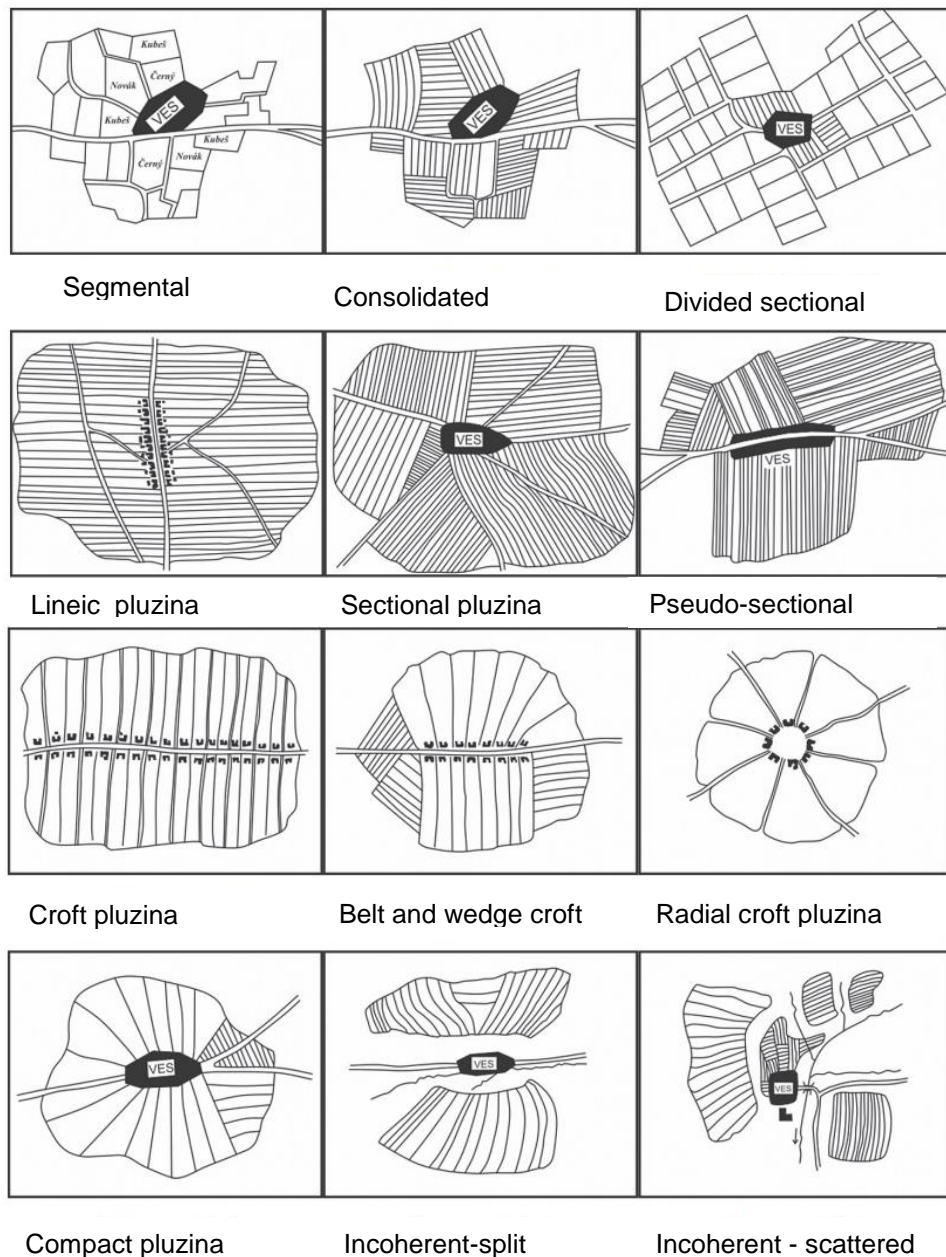 Kubeš
Novák
Černý
Kubeš
VES
Kubeš
Černý
Novák
VES
VES
Segmental
Consolidated
Divided sectional
VES
VES
Lineic pluzina
Sectional pluzina
Pseudo-sectional
Croft pluzina
Belt and wedge croft
Radial croft pluzina
VES
VES
VES
Compact pluzina
Incoherent-split
Incoherent - scattered